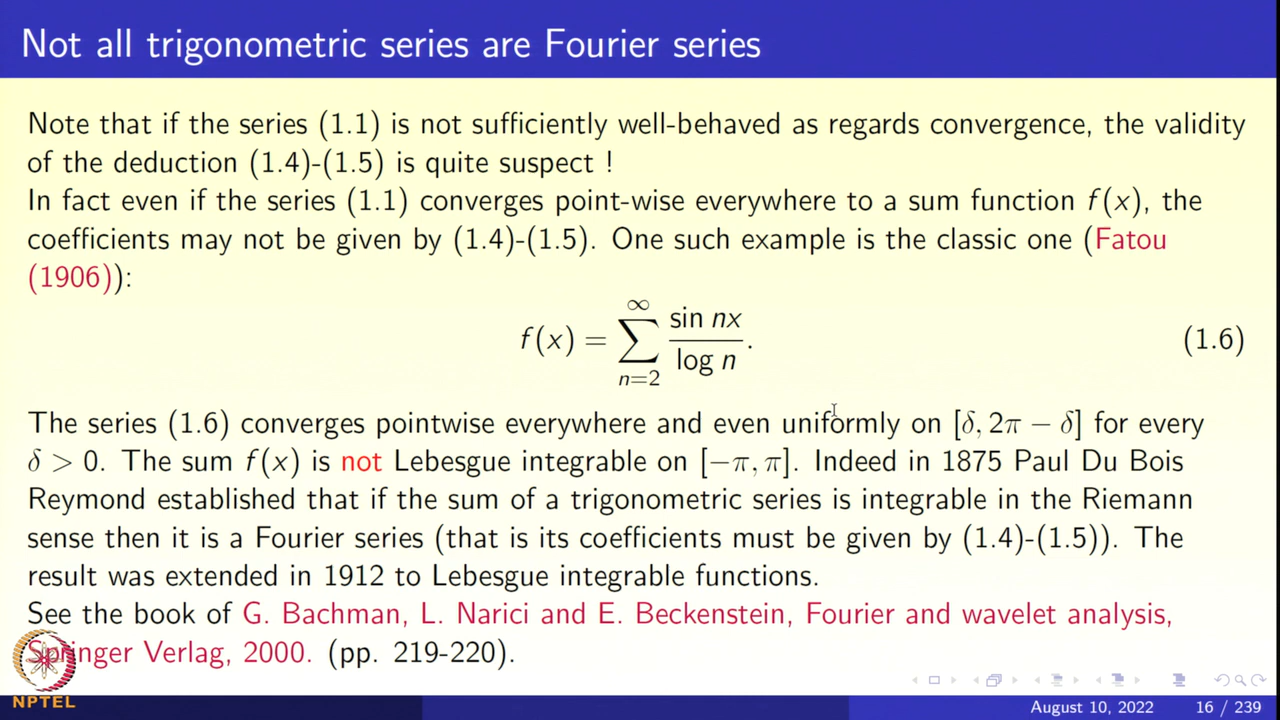 Not all trigonometric series are Fourier series
Note that if the series (1.1) is not sufficiently well-behaved as regards convergence, the validity
of the deduction (1.4)-(1.5) is quite suspect !
In fact even if the series (1.1) converges point-wise everywhere to a sum function f(x), the
coefficients may not be given by (1.4)-(1.5). One such example is the classic one (Fatou
(1906)):
f(x) = ∑_{n=2}^{∞} sin nx / log n . (1.6)
The series (1.6) converges pointwise everywhere and even uniformly on [δ, 2π − δ] for every
δ > 0. The sum f(x) is not Lebesgue integrable on [−π, π]. Indeed in 1875 Paul Du Bois
Reymond established that if the sum of a trigonometric series is integrable in the Riemann
sense then it is a Fourier series (that is its coefficients must be given by (1.4)-(1.5)). The
result was extended in 1912 to Lebesgue integrable functions.
See the book of G. Bachman, L. Narici and E. Beckenstein, Fourier and wavelet analysis,
Springer Verlag, 2000. (pp. 219-220).
NPTEL
August 10, 2022 16 / 239